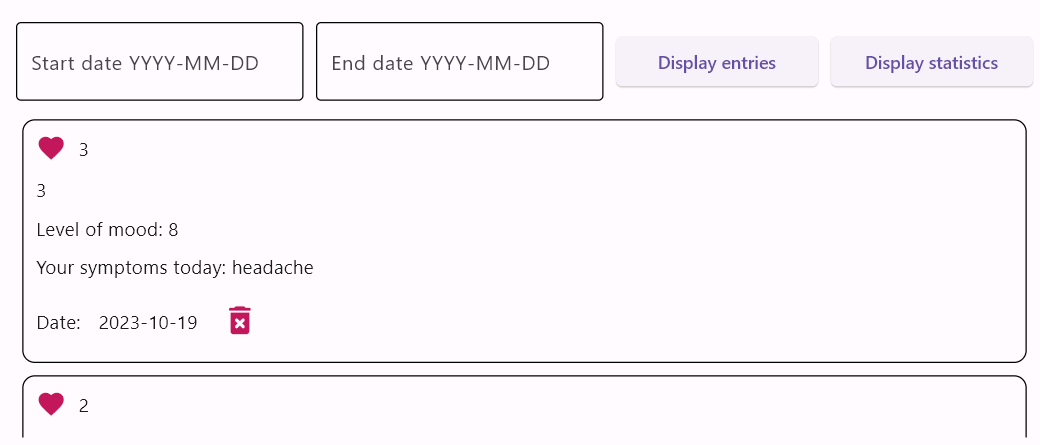 Start date YYYY-MM-DD End date YYYY-MM-DD Display entries Display statistics
3
3
Level of mood: 8
Your symptoms today: headache
Date: 2023-10-19
2